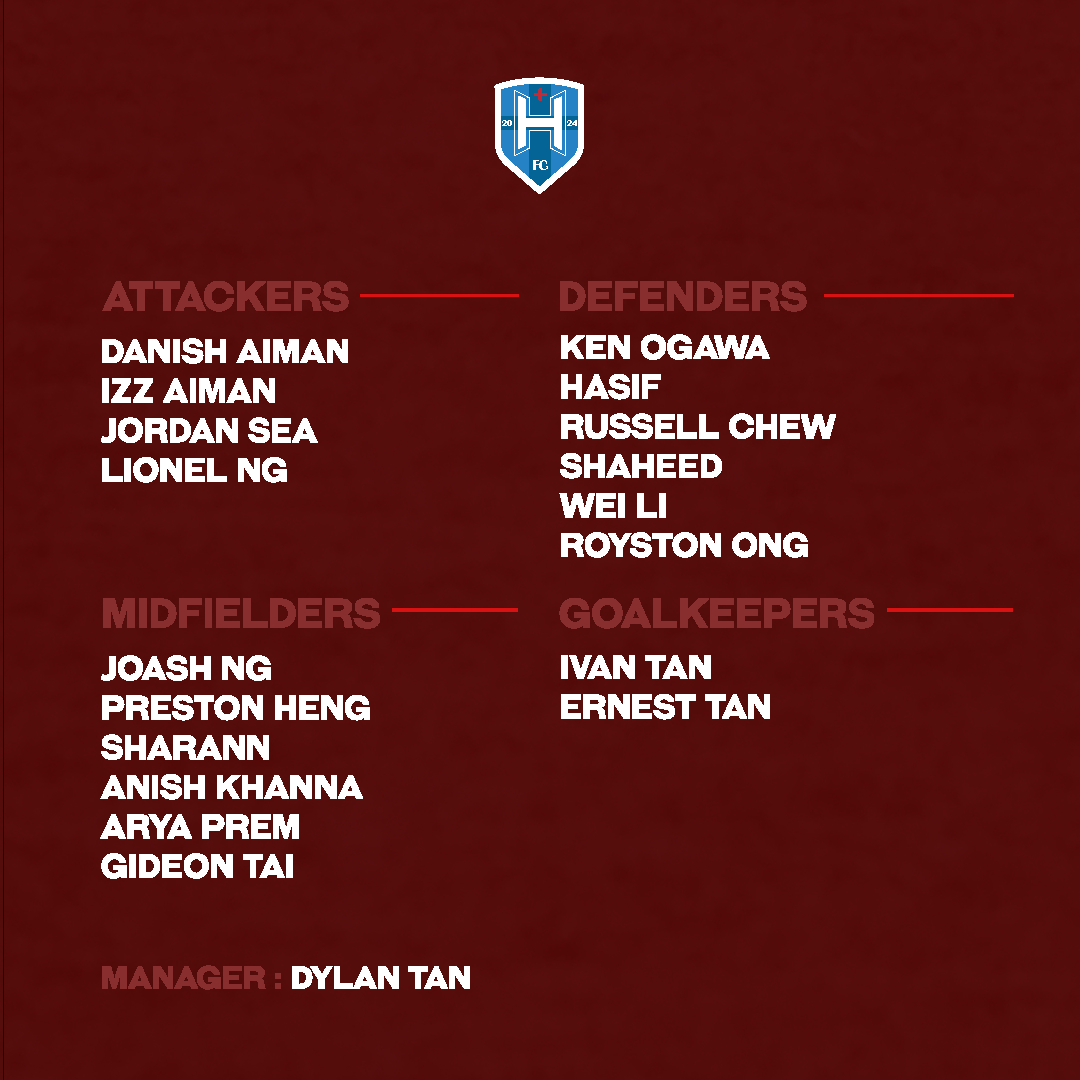 20 H 24
FC
ATTACKERS
DANISH AIMAN
IZZ AIMAN
JORDAN SEA
LIONEL NG
DEFENDERS
KEN OGAWA
HASIF
RUSSELL CHEW
SHAHEED
WEI LI
ROYSTON ONG
MIDFIELDERS
JOASH NG
PRESTON HENG
SHARANN
ANISH KHANNA
ARYA PREM
GIDEON TAI
GOALKEEPERS
IVAN TAN
ERNEST TAN
MANAGER : DYLAN TAN